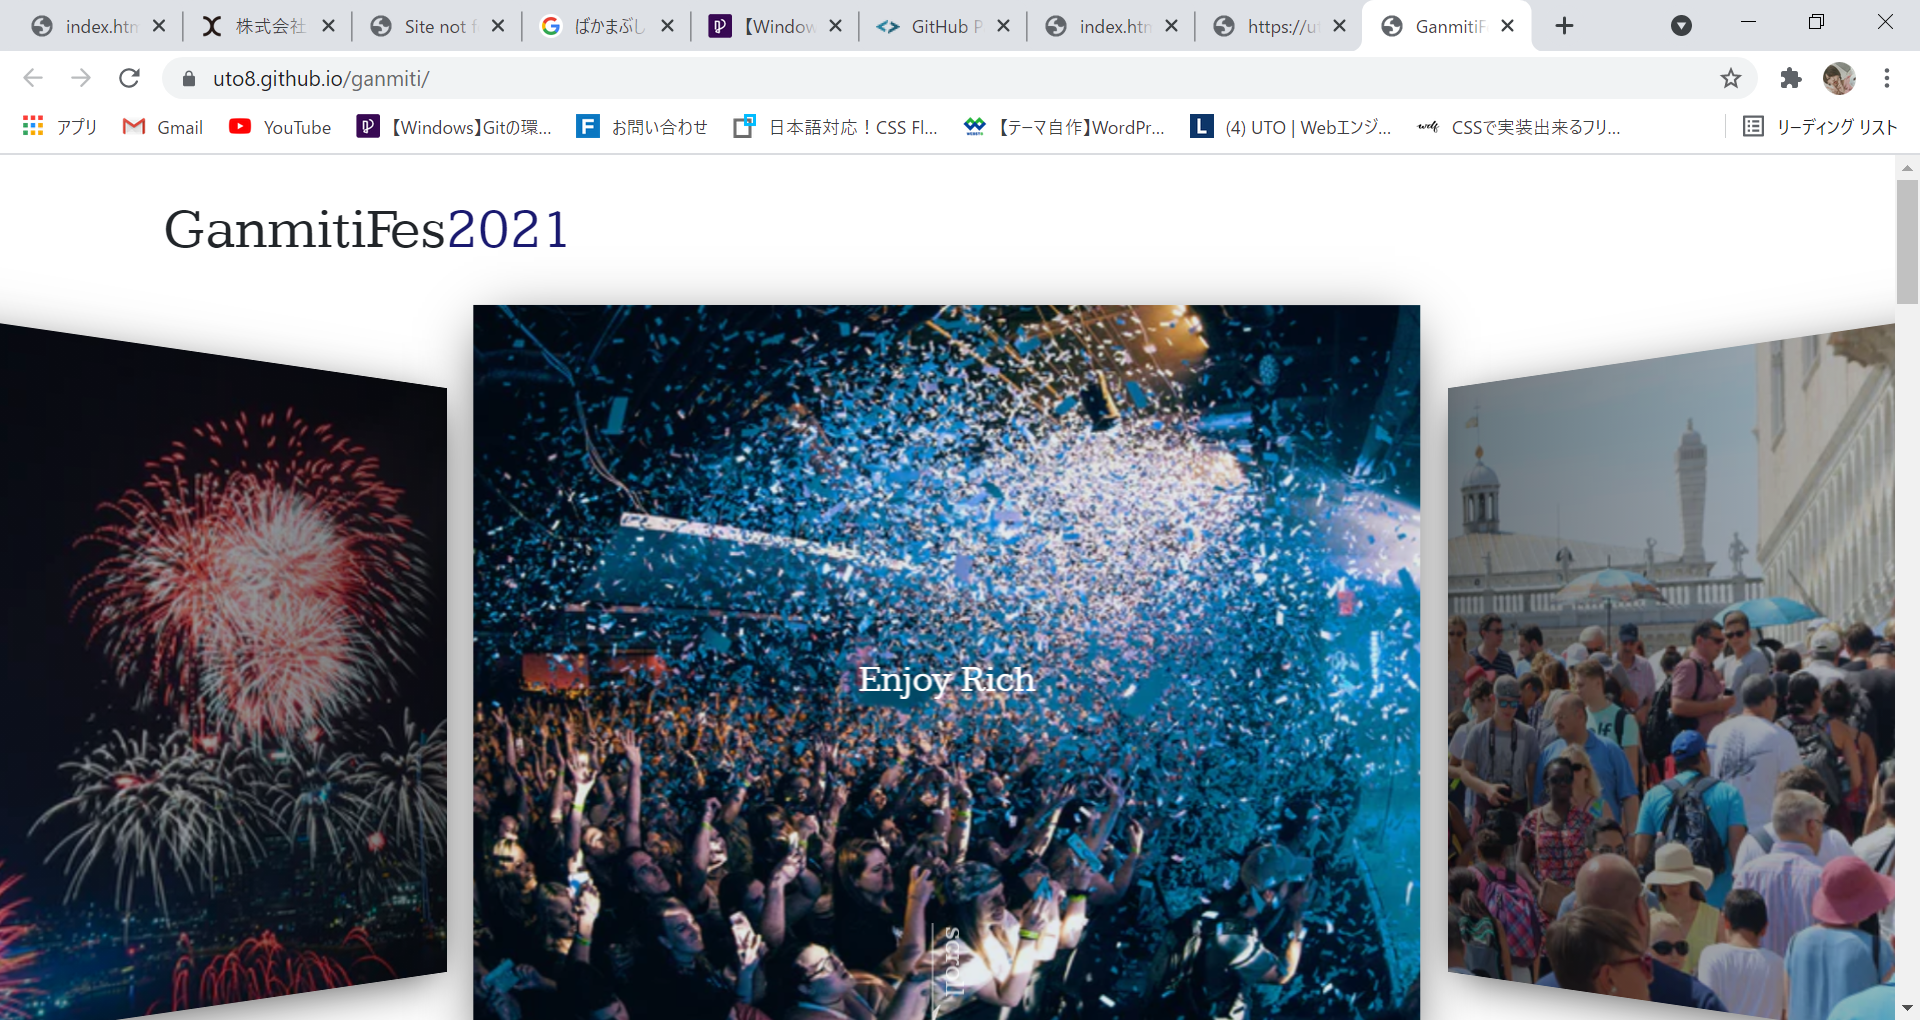 index.htm
株式会社
Site not f
ばかまぶし
【Window
GitHub P
index.htm
https://ut
GanmitiF
uto8.github.io/ganmiti/
アプリ
Gmail
YouTube
【Windows】Gitの環...
お問い合わせ
日本語対応！CSS Fl...
【テーマ自作】WordPr...
(4) UTO | Webエンジ...
CSSで実装出来るフリ...
リーディング リスト
GanmitiFes2021
Enjoy Rich
scroll